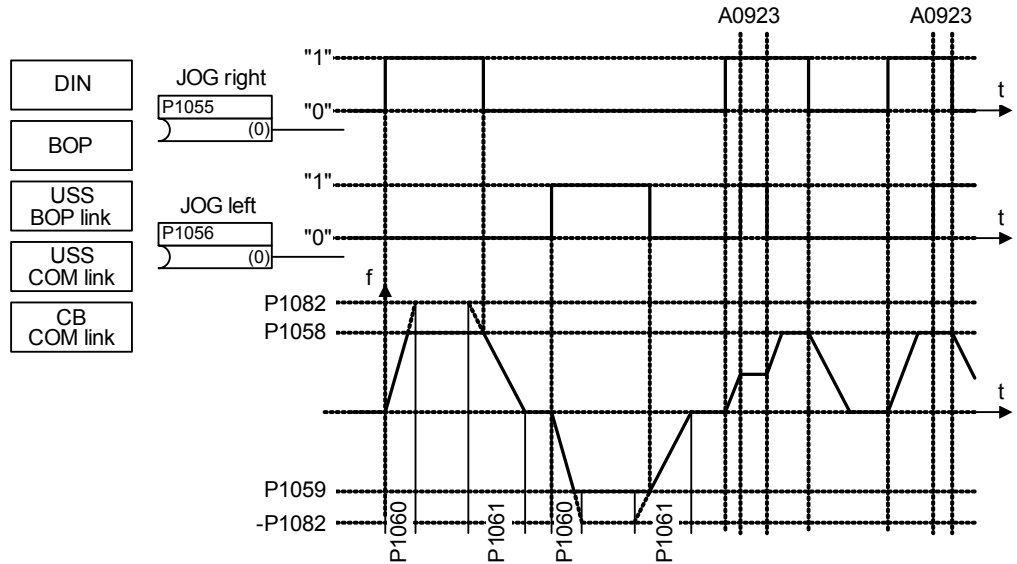 A0923
A0923
DIN
BOP
USS
BOP link
USS
COM link
CB
COM link
JOG right
P1055
(0)
"1"
"0"
t
JOG left
P1056
(0)
"1"
"0"
t
f
P1082
P1058
t
P1059
-P1082
P1060
P1061
P1060
P1061